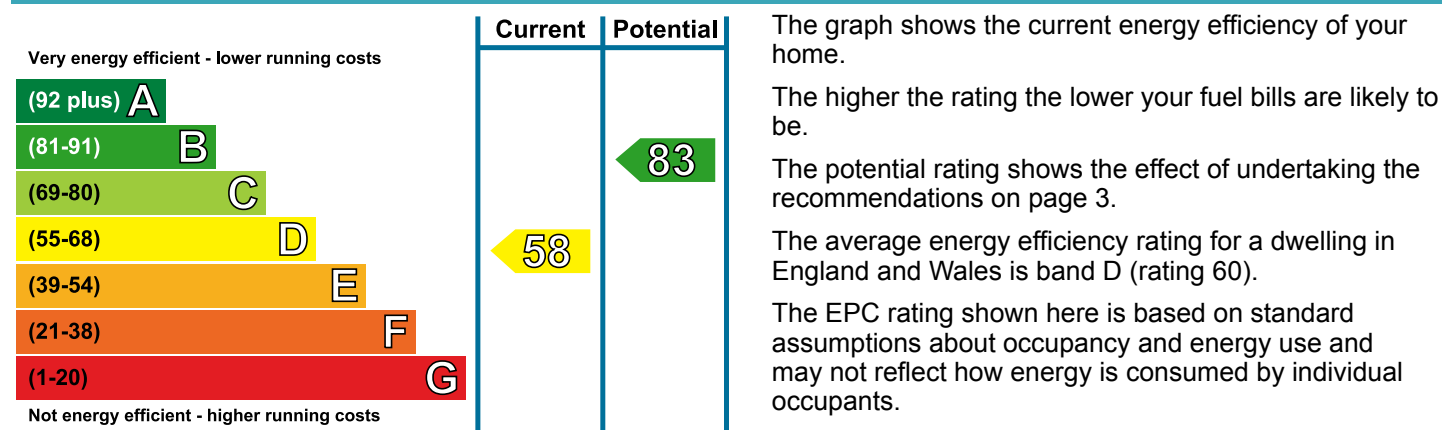 Current Potential
Very energy efficient - lower running costs
(92 plus) A
(81-91) B
(69-80) C
(55-68) D
(39-54) E
(21-38) F
(1-20) G
Not energy efficient - higher running costs
83
58
The graph shows the current energy efficiency of your
home.
The higher the rating the lower your fuel bills are likely to
be.
The potential rating shows the effect of undertaking the
recommendations on page 3.
The average energy efficiency rating for a dwelling in
England and Wales is band D (rating 60).
The EPC rating shown here is based on standard
assumptions about occupancy and energy use and
may not reflect how energy is consumed by individual
occupants.